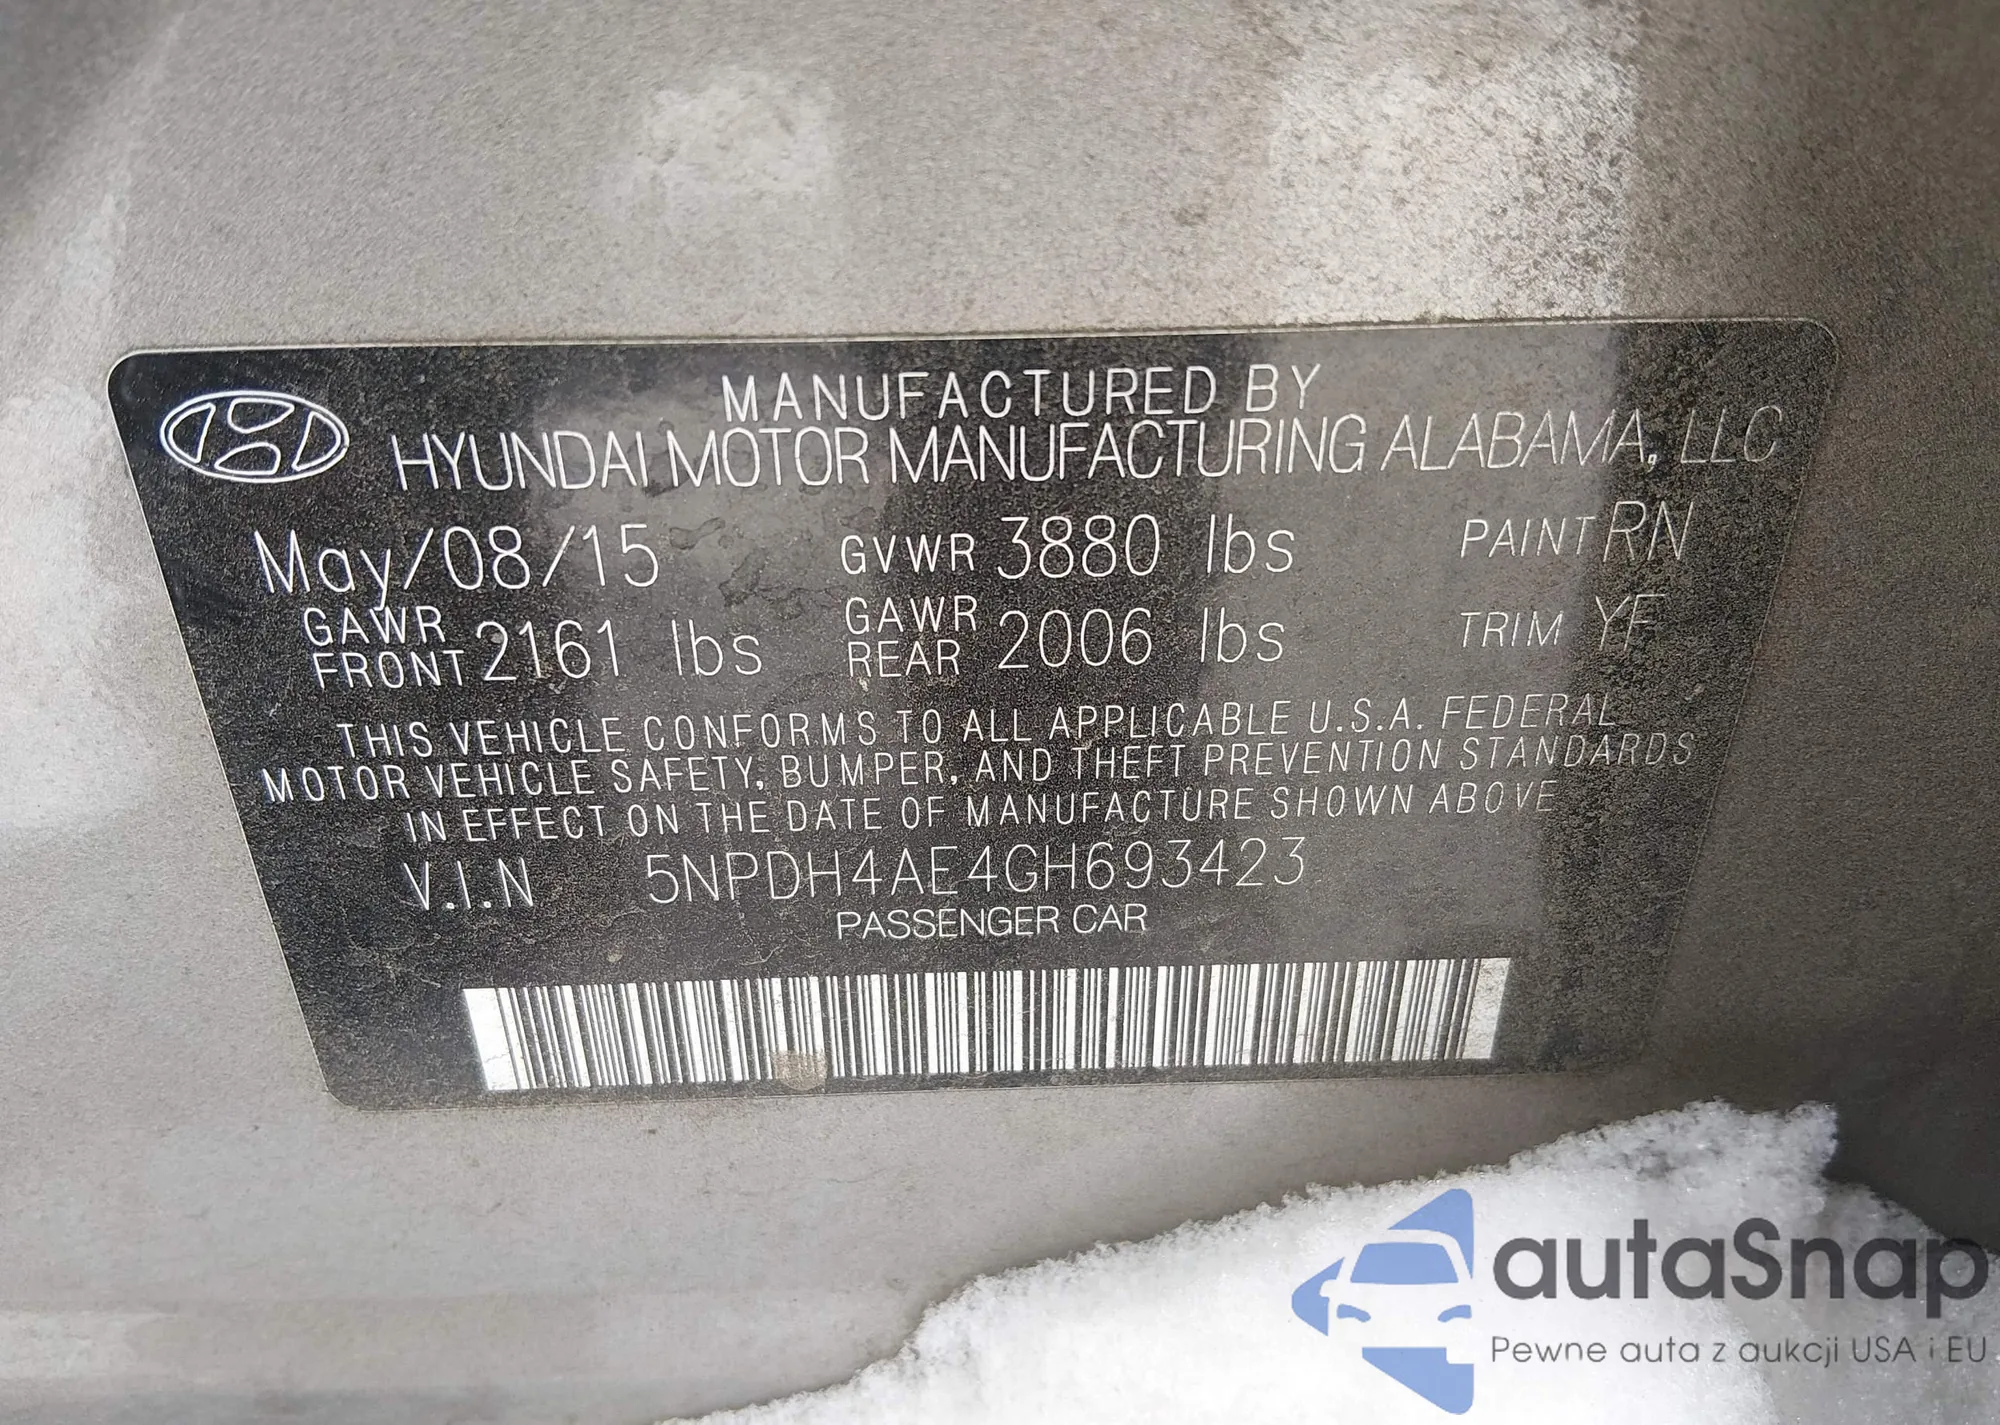 MANUFACTURED BY
HYUNDAI MOTOR MANUFACTURING ALABAMA, LLC
May/08/15 GVWR 3880 lbs PAINT RN
GAWR FRONT 2161 lbs GAWR REAR 2006 lbs TRIM YF
THIS VEHICLE CONFORMS TO ALL APPLICABLE U.S.A. FEDERAL
MOTOR VEHICLE SAFETY, BUMPER, AND THEFT PREVENTION STANDARDS
IN EFFECT ON THE DATE OF MANUFACTURE SHOWN ABOVE
V.I.N 5NPDH4AE4GH693423
PASSENGER CAR
autaSnap
Pewne auta z aukcji USA i EU